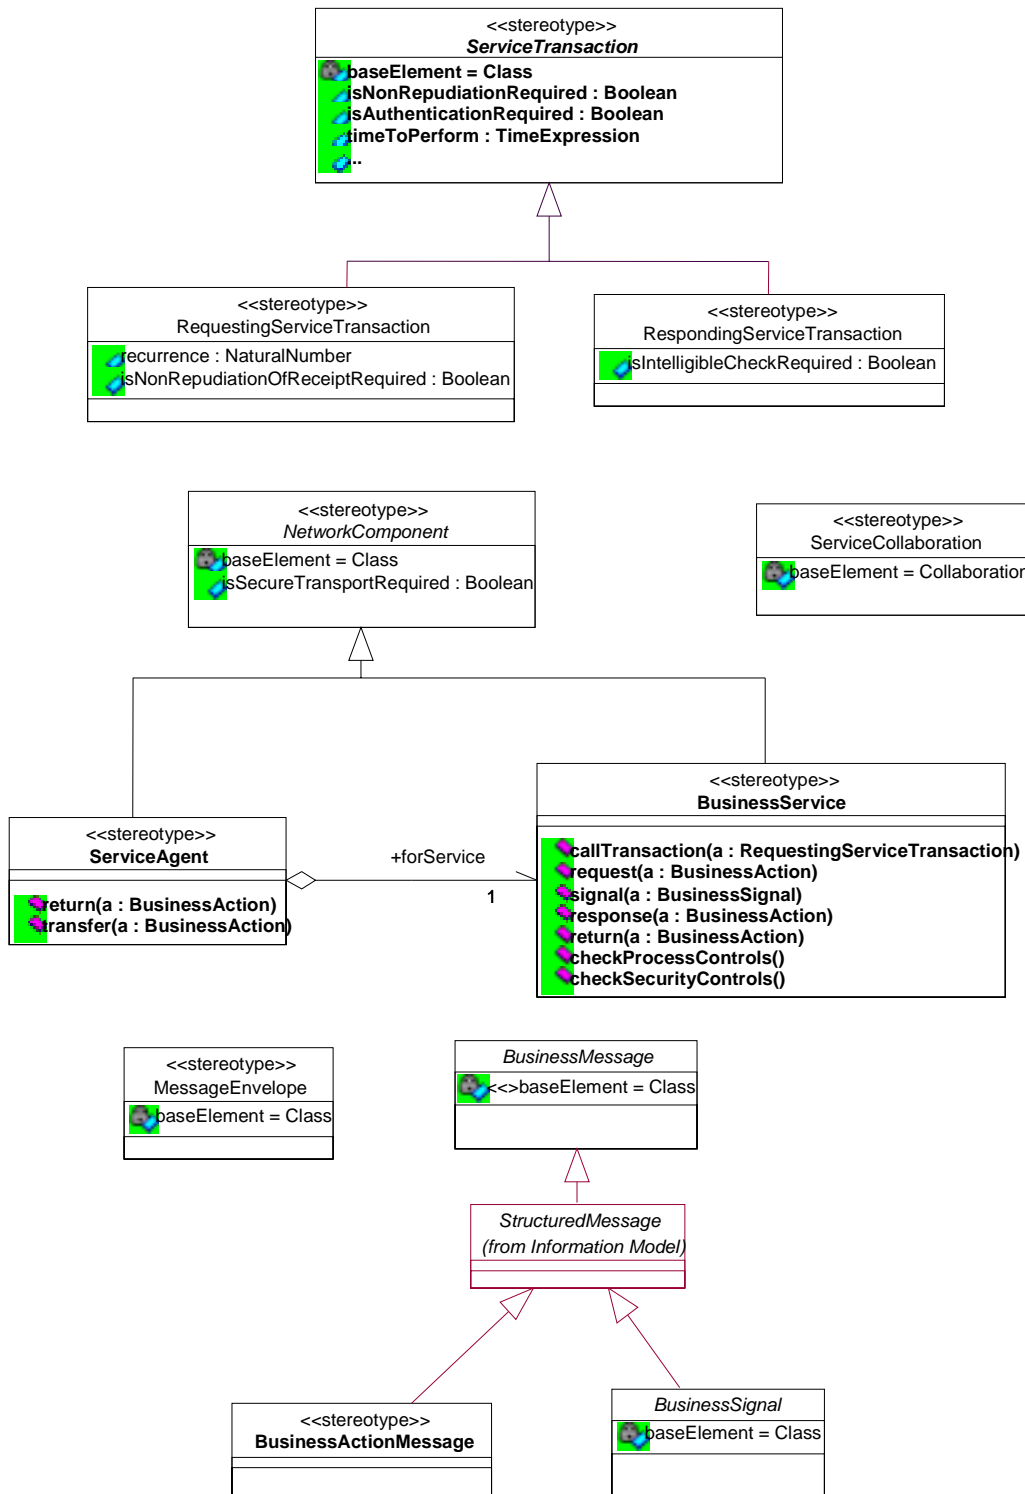 <<stereotype>>
ServiceTransaction
baseElement = Class
isNonRepudiationRequired : Boolean
isAuthenticationRequired : Boolean
timeToPerform : TimeExpression
...
<<stereotype>>
RequestingServiceTransaction
recurrence : NaturalNumber
isNonRepudiationOfReceiptRequired : Boolean
<<stereotype>>
RespondingServiceTransaction
isIntelligibleCheckRequired : Boolean
<<stereotype>>
NetworkComponent
baseElement = Class
isSecureTransportRequired : Boolean
<<stereotype>>
ServiceCollaboration
baseElement = Collaboration
<<stereotype>>
ServiceAgent
return(a : BusinessAction)
transfer(a : BusinessAction)
+forService
1
<<stereotype>>
BusinessService
callTransaction(a : RequestingServiceTransaction)
request(a : BusinessAction)
signal(a : BusinessSignal)
response(a : BusinessAction)
return(a : BusinessAction)
checkProcessControls()
checkSecurityControls()
<<stereotype>>
MessageEnvelope
baseElement = Class
BusinessMessage
<<>baseElement = Class
StructuredMessage
(from Information Model)
<<stereotype>>
BusinessActionMessage
BusinessSignal
baseElement = Class